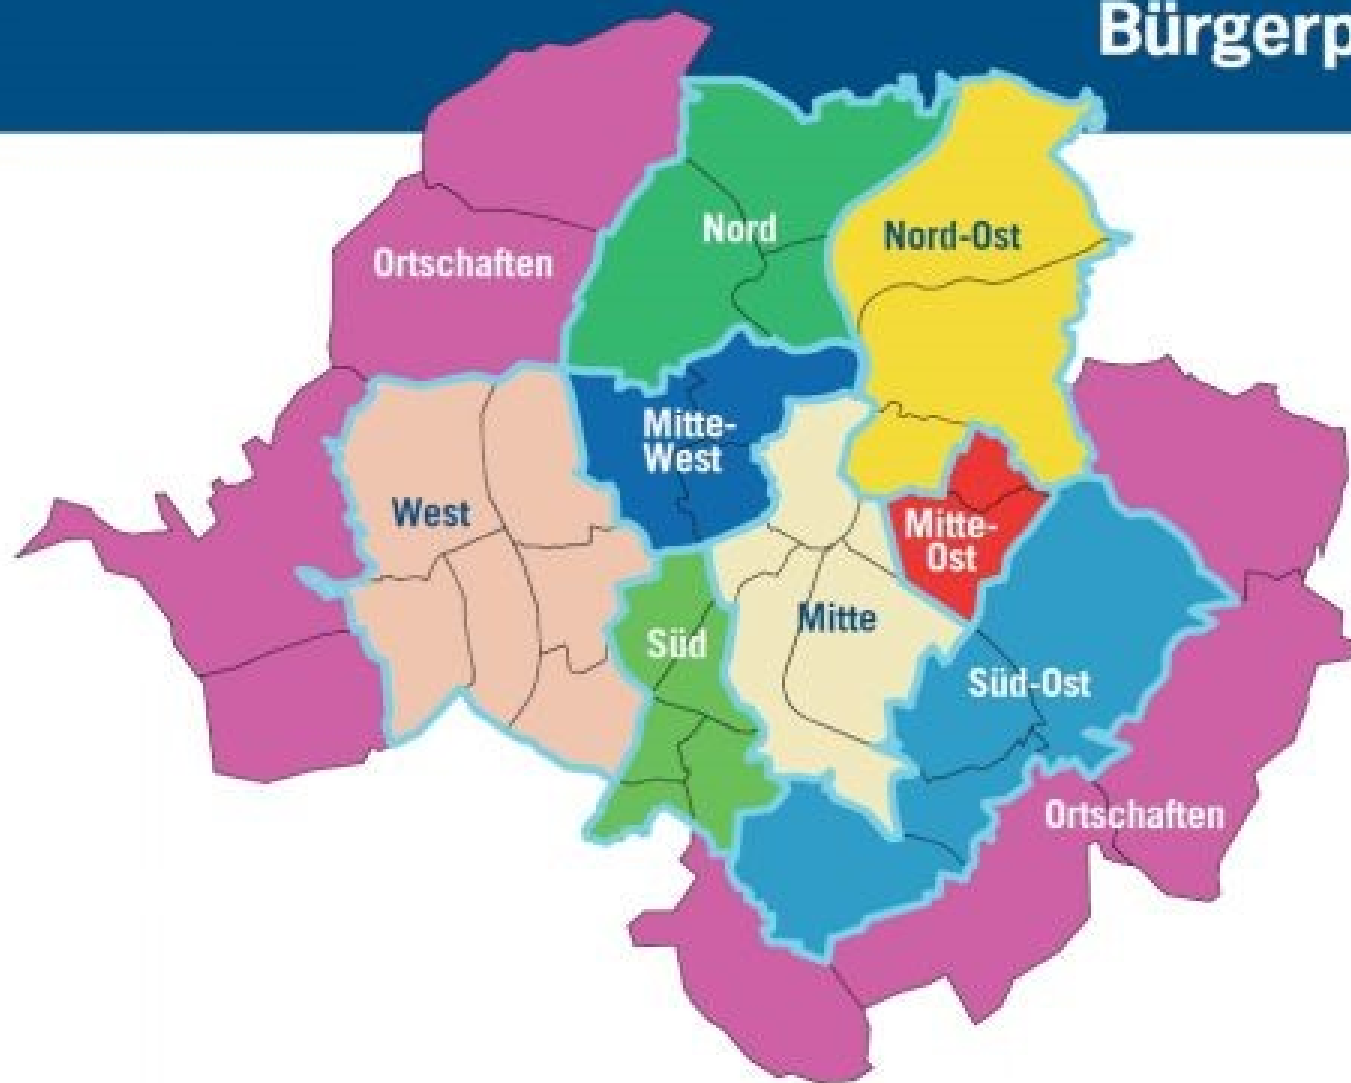 Bürgerp
Nord
Nord-Ost
Ortschaften
Mitte-
West
West
Mitte-
Ost
Mitte
Süd
Süd-Ost
Ortschaften